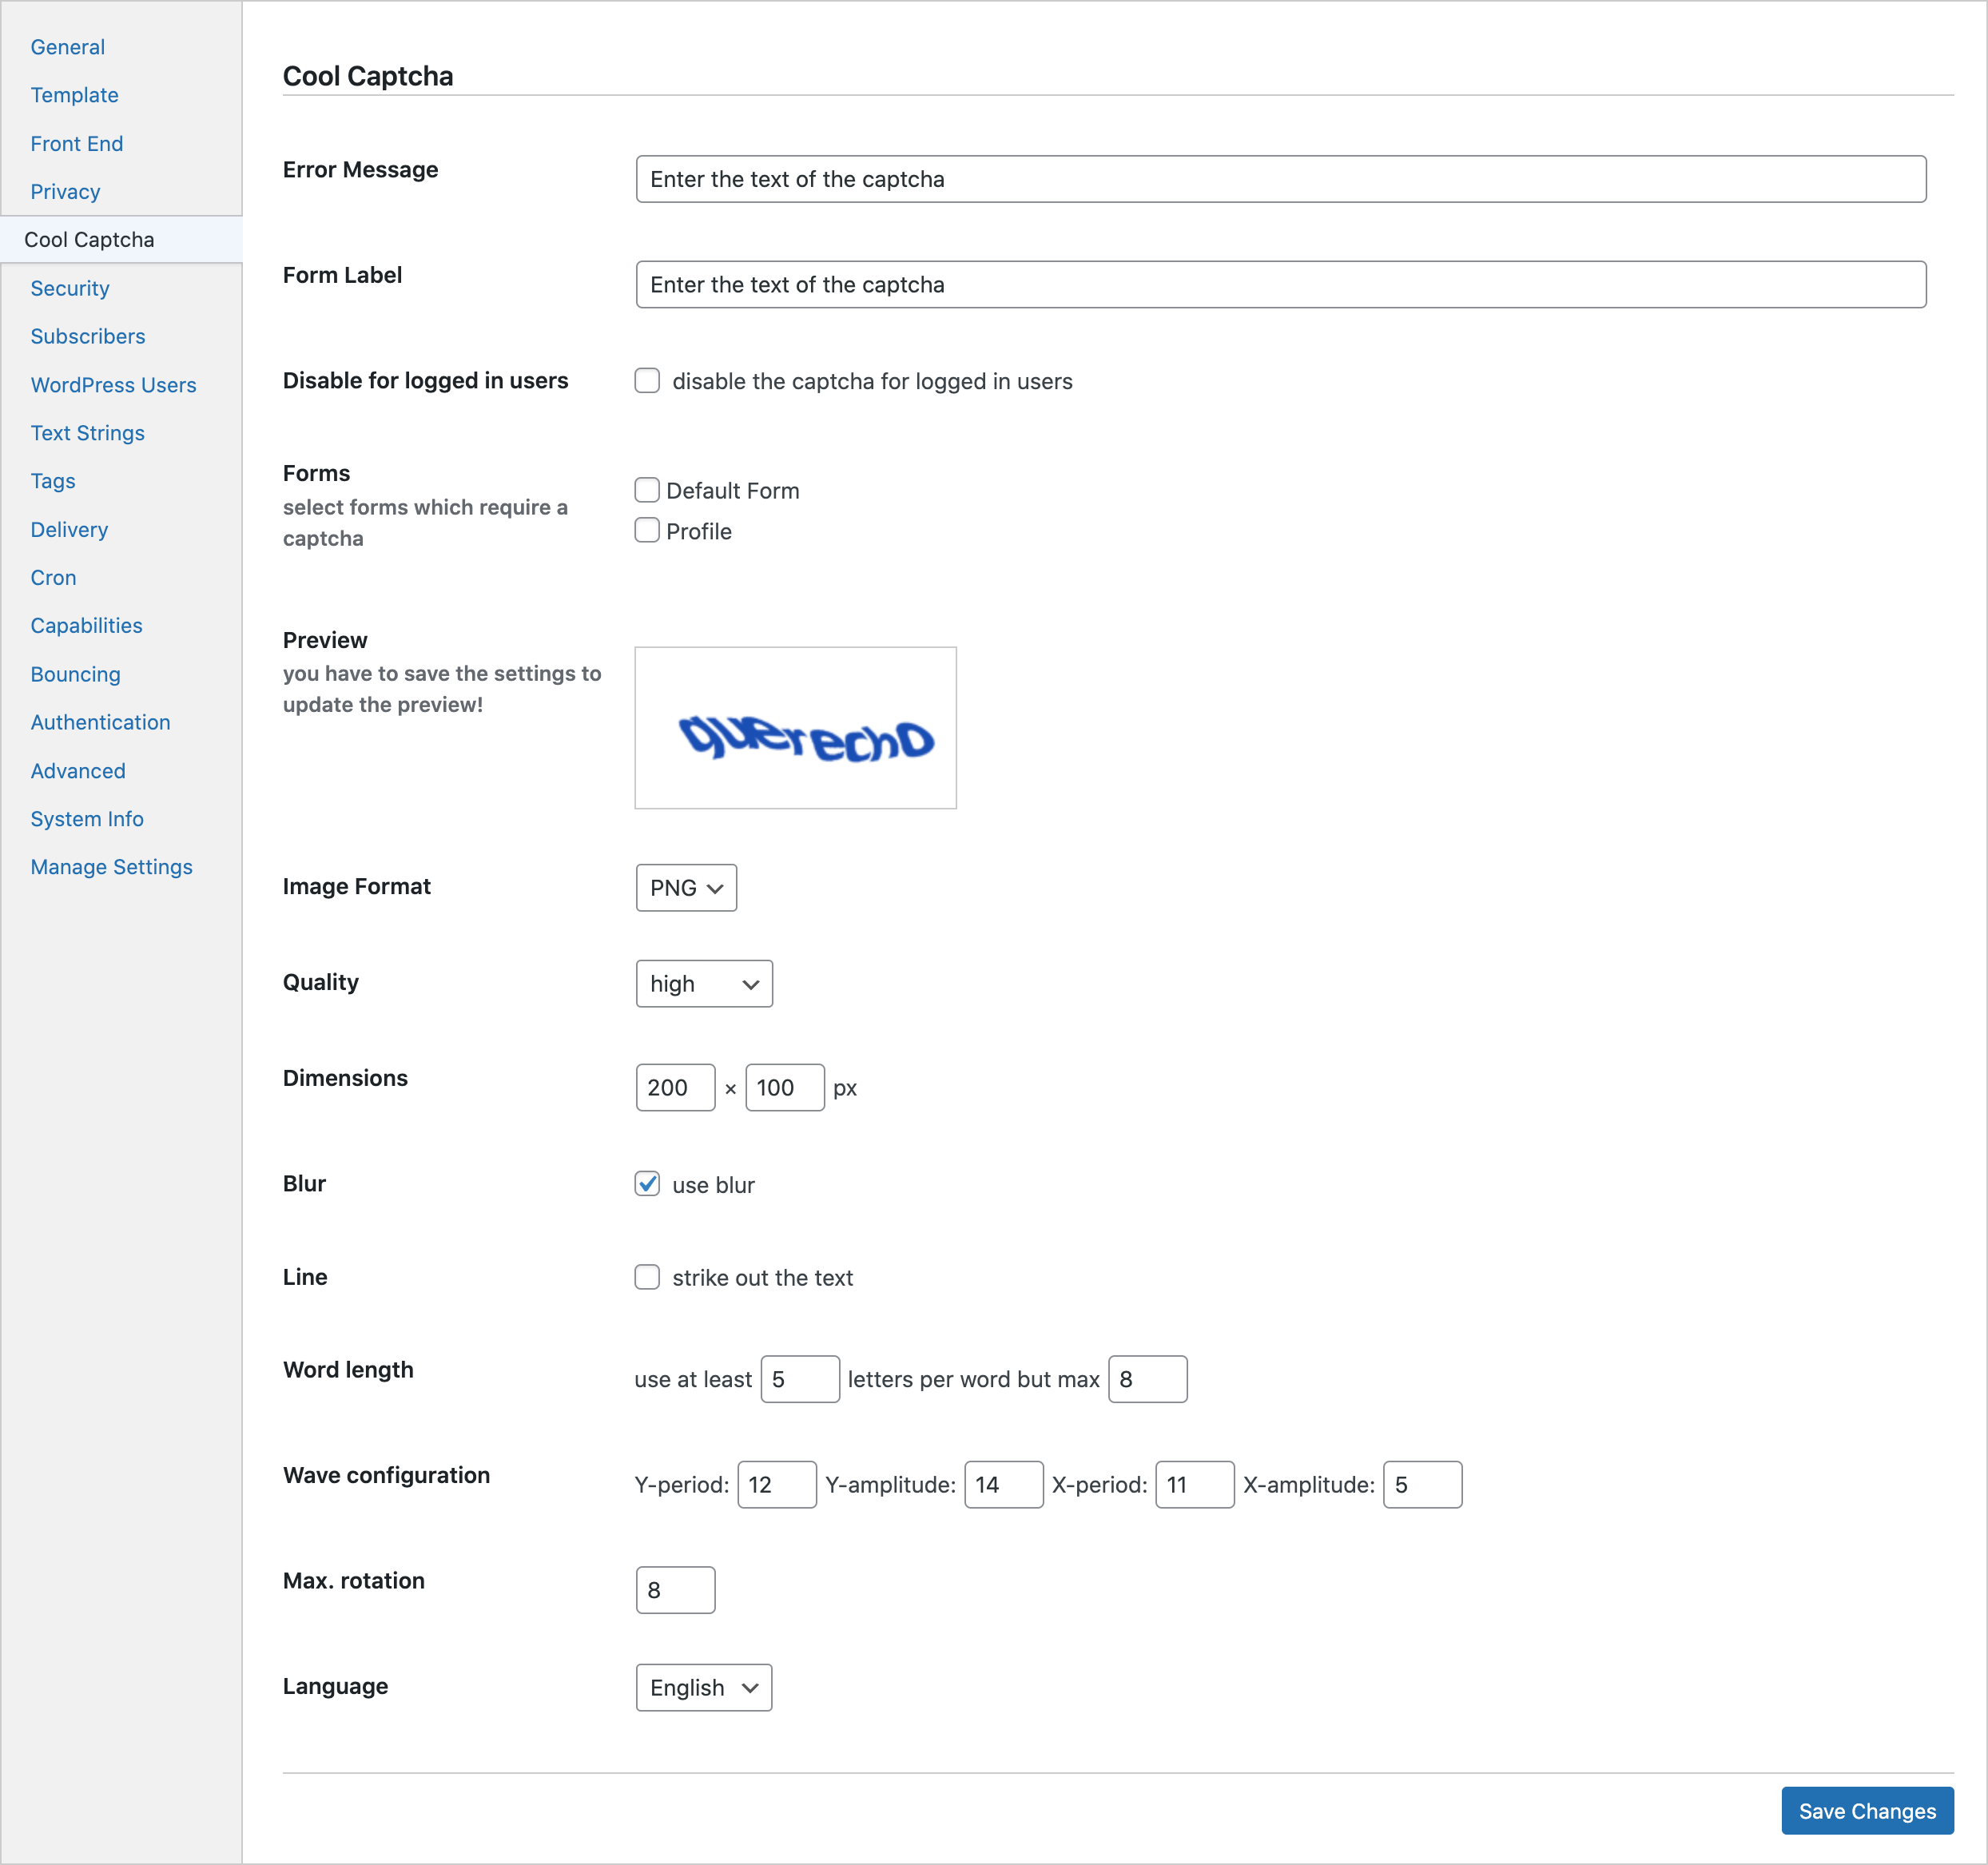 General
Template
Front End
Privacy
Cool Captcha
Security
Subscribers
WordPress Users
Text Strings
Tags
Delivery
Cron
Capabilities
Bouncing
Authentication
Advanced
System Info
Manage Settings
Cool Captcha
Error Message
Enter the text of the captcha
Form Label
Enter the text of the captcha
Disable for logged in users
disable the captcha for logged in users
Forms
select forms which require a
captcha
Default Form
Profile
Preview
you have to save the settings to
update the preview!
querecho
Image Format
PNG
Quality
high
Dimensions
200 × 100 px
Blur
use blur
Line
strike out the text
Word length
use at least 5 letters per word but max 8
Wave configuration
Y-period: 12 Y-amplitude: 14 X-period: 11 X-amplitude: 5
Max. rotation
8
Language
English
Save Changes